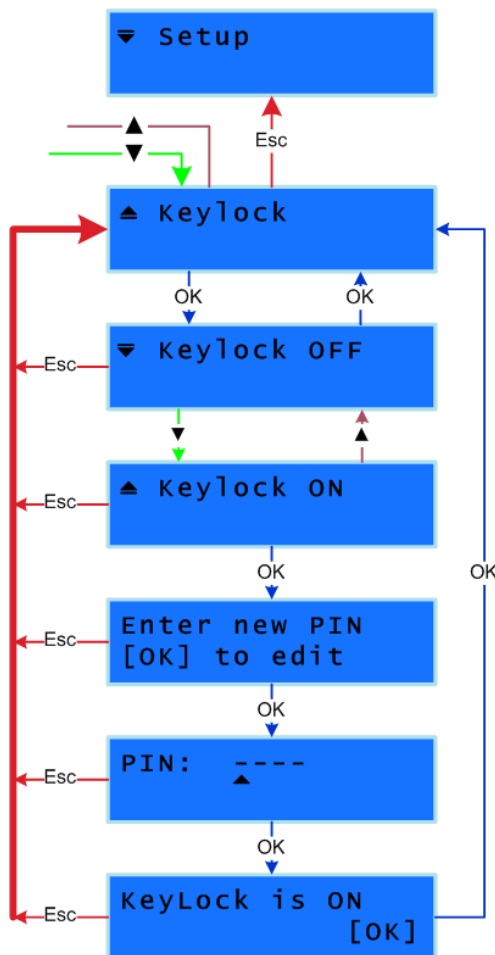 Setup
Esc
Keylock
OK OK
Esc Keylock OFF
Esc Keylock ON
OK OK
Esc Enter new PIN
[OK] to edit
OK
Esc PIN: ----
OK
Esc KeyLock is ON
[OK]